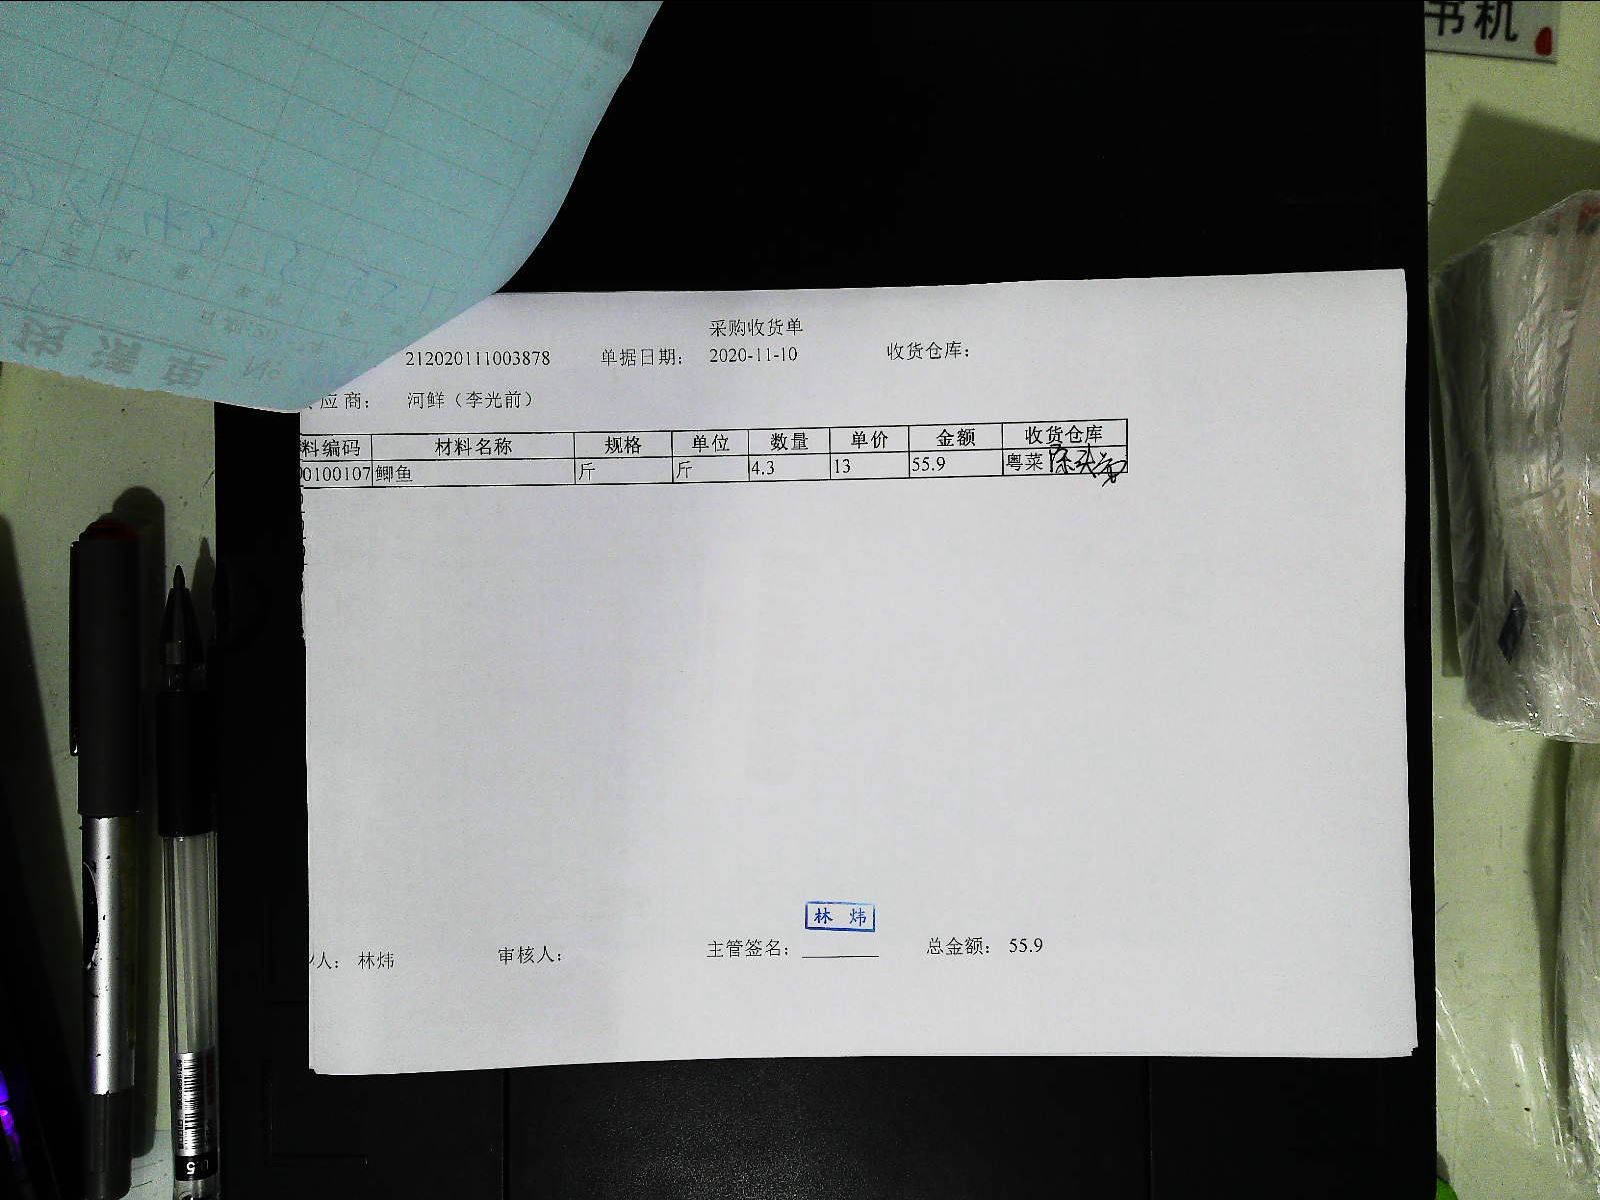 书机
采购收货单
212020111003878 单据日期： 2020-11-10 收货仓库：
应商： 河鲜（李光前）
料编码 材料名称 规格 单位 数量 单价 金额 收货仓库
0100107 鲫鱼 斤 斤 4.3 13 55.9 粤菜
林 炜
人： 林炜 审核人： 主管签名： 总金额： 55.9
0.5